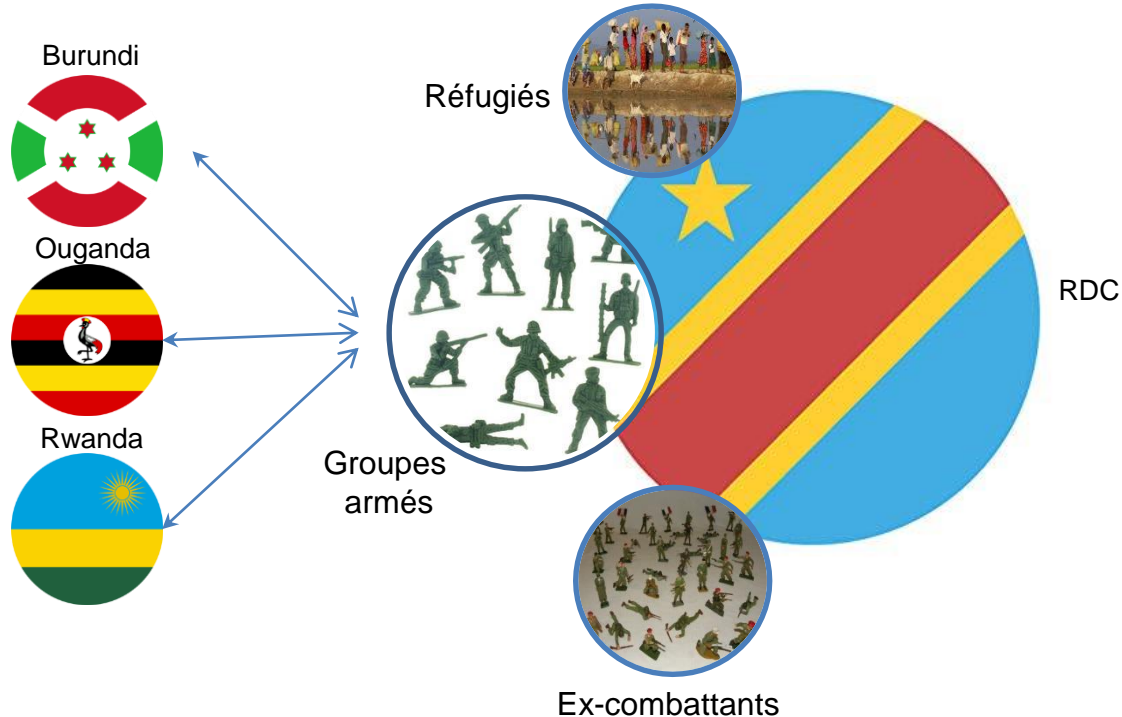 Burundi
Réfugiés
Ouganda
RDC
Rwanda
Groupes
armés
Ex-combattants